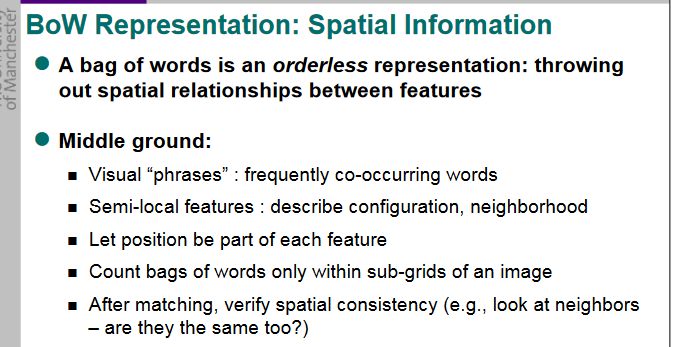 of Manchester
BoW Representation: Spatial Information
● A bag of words is an orderless representation: throwing
out spatial relationships between features
● Middle ground:
■ Visual “phrases” : frequently co-occurring words
■ Semi-local features : describe configuration, neighborhood
■ Let position be part of each feature
■ Count bags of words only within sub-grids of an image
■ After matching, verify spatial consistency (e.g., look at neighbors
– are they the same too?)